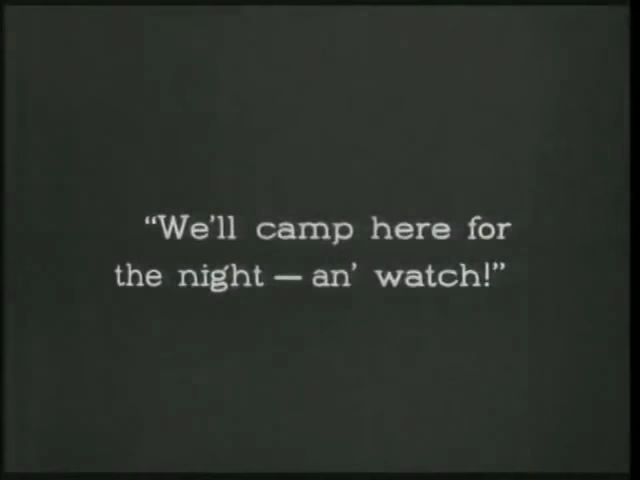 “We'll camp here for
the night — an' watch!”